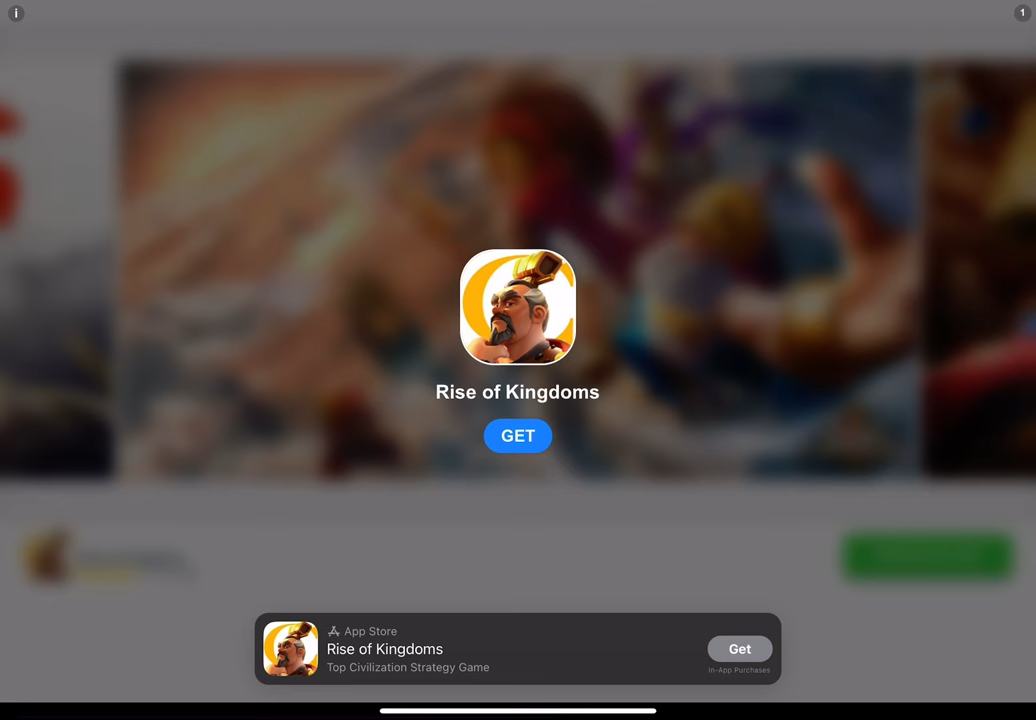 i
1
Rise of Kingdoms
GET
App Store
Rise of Kingdoms
Top Civilization Strategy Game
Get
In-App Purchases